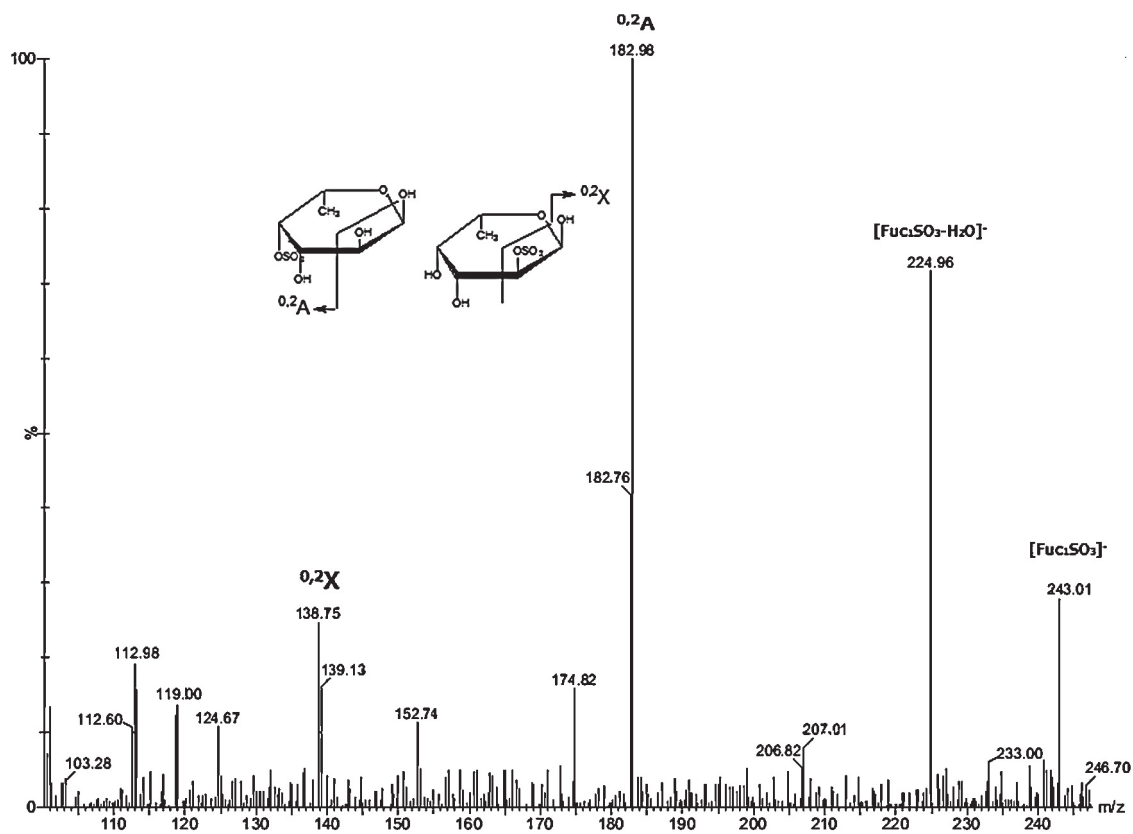 0,2A
100
182.98
O
OH
CH3
OH
OSO3
OH
0,2A
0,2X
O
OH
CH3
OSO3
HO
OH
[Fuc1SO3-H2O]-
224.96
%
182.76
[Fuc1SO3]-
243.01
0,2X
138.75
139.13
112.98
119.00
112.60
124.67
103.28
152.74
174.82
207.01
206.82
233.00
246.70
0
m/z
110 120 130 140 150 160 170 180 190 200 210 220 230 240